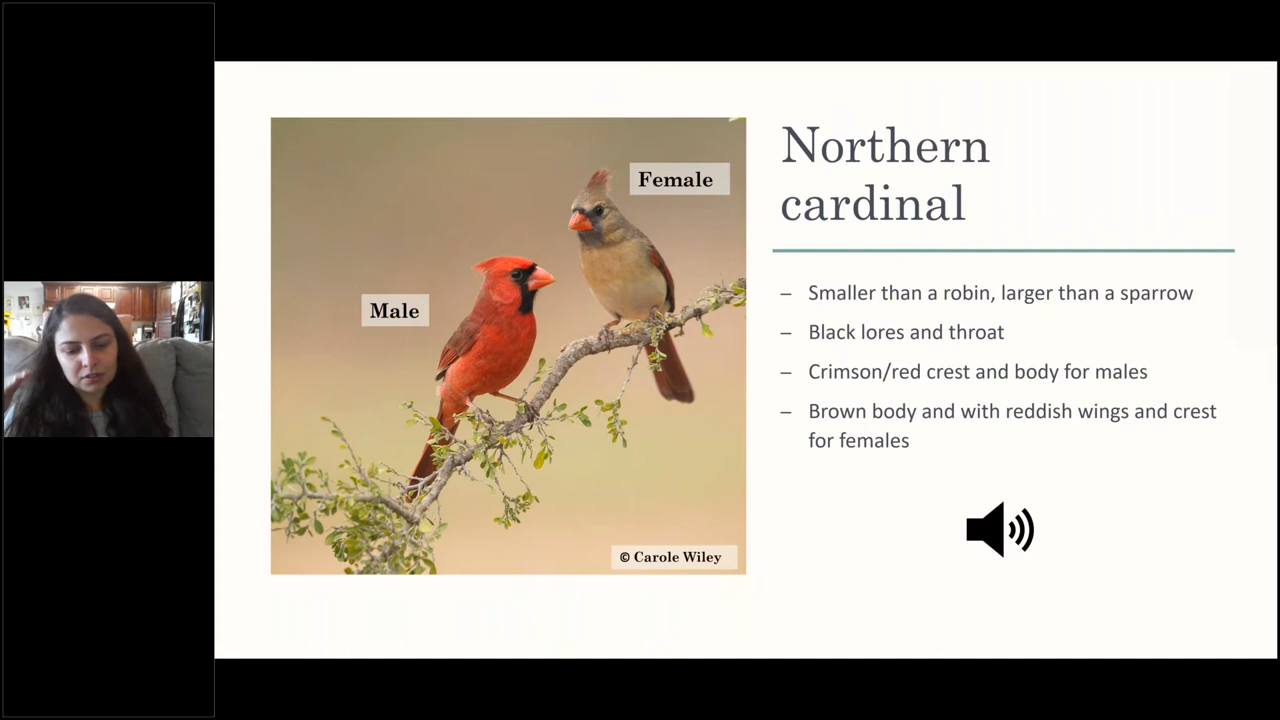 Northern
cardinal
Female
Male
– Smaller than a robin, larger than a sparrow
– Black lores and throat
– Crimson/red crest and body for males
– Brown body and with reddish wings and crest
for females
© Carole Wiley